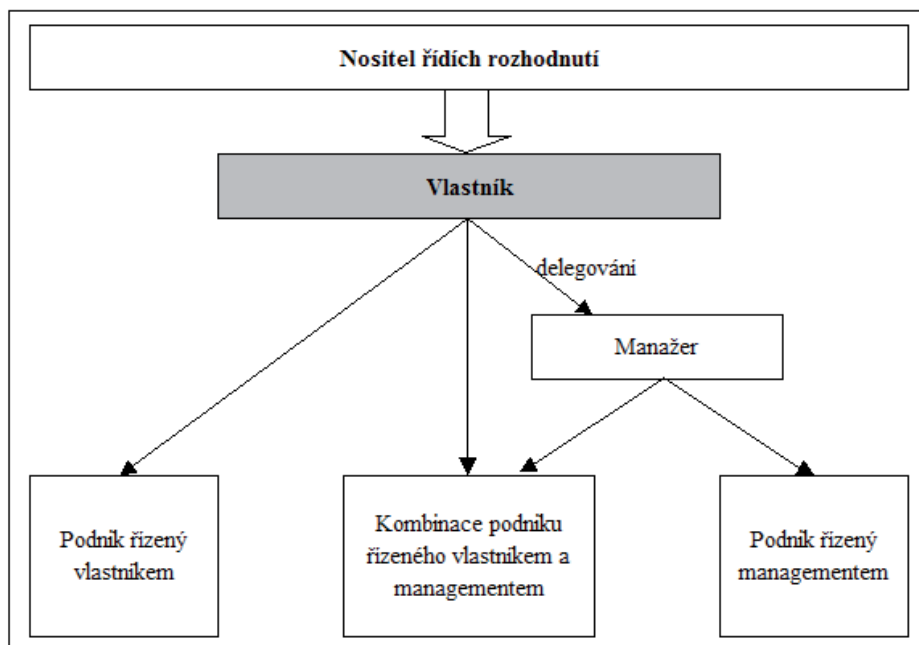 Nositel řídích rozhodnutí
Vlastník
delegování
Manažer
Podnik řízený
vlastníkem
Kombinace podniku
řízeného vlastníkem a
managementem
Podnik řízený
managementem